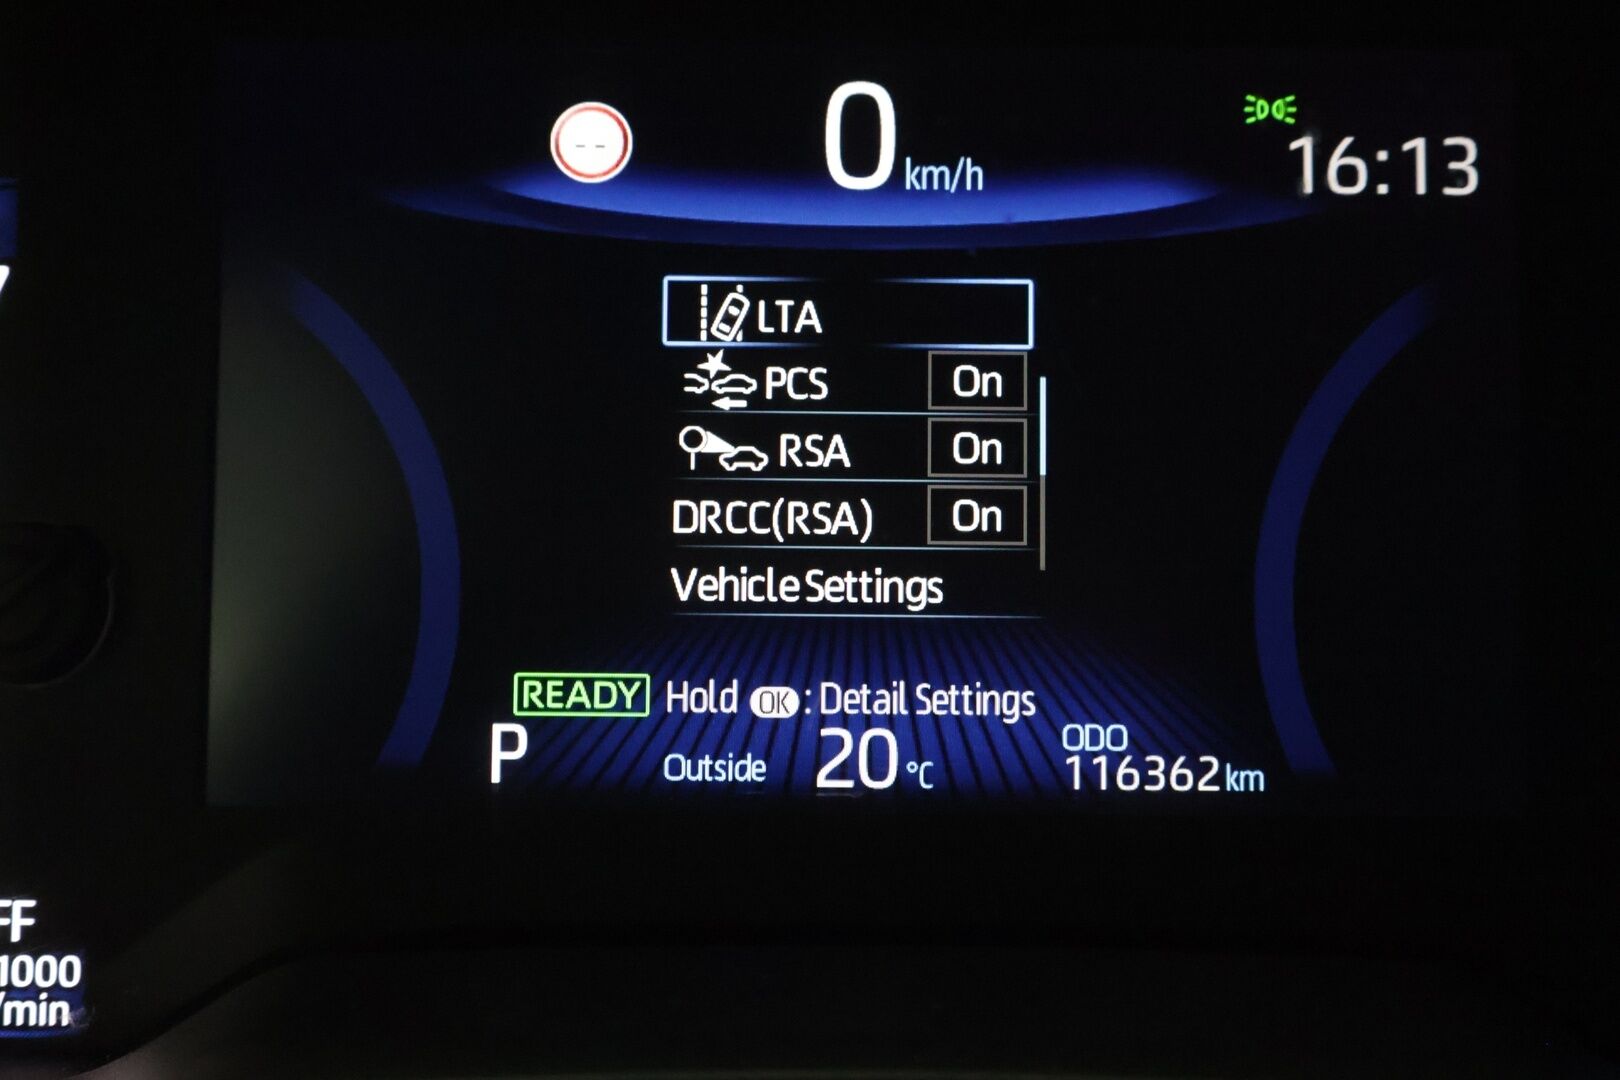 0 km/h
16:13
LTA
PCS On
RSA On
DRCC(RSA) On
Vehicle Settings
READY Hold OK : Detail Settings
P Outside 20 °C
ODO
116362 km
1000
/min